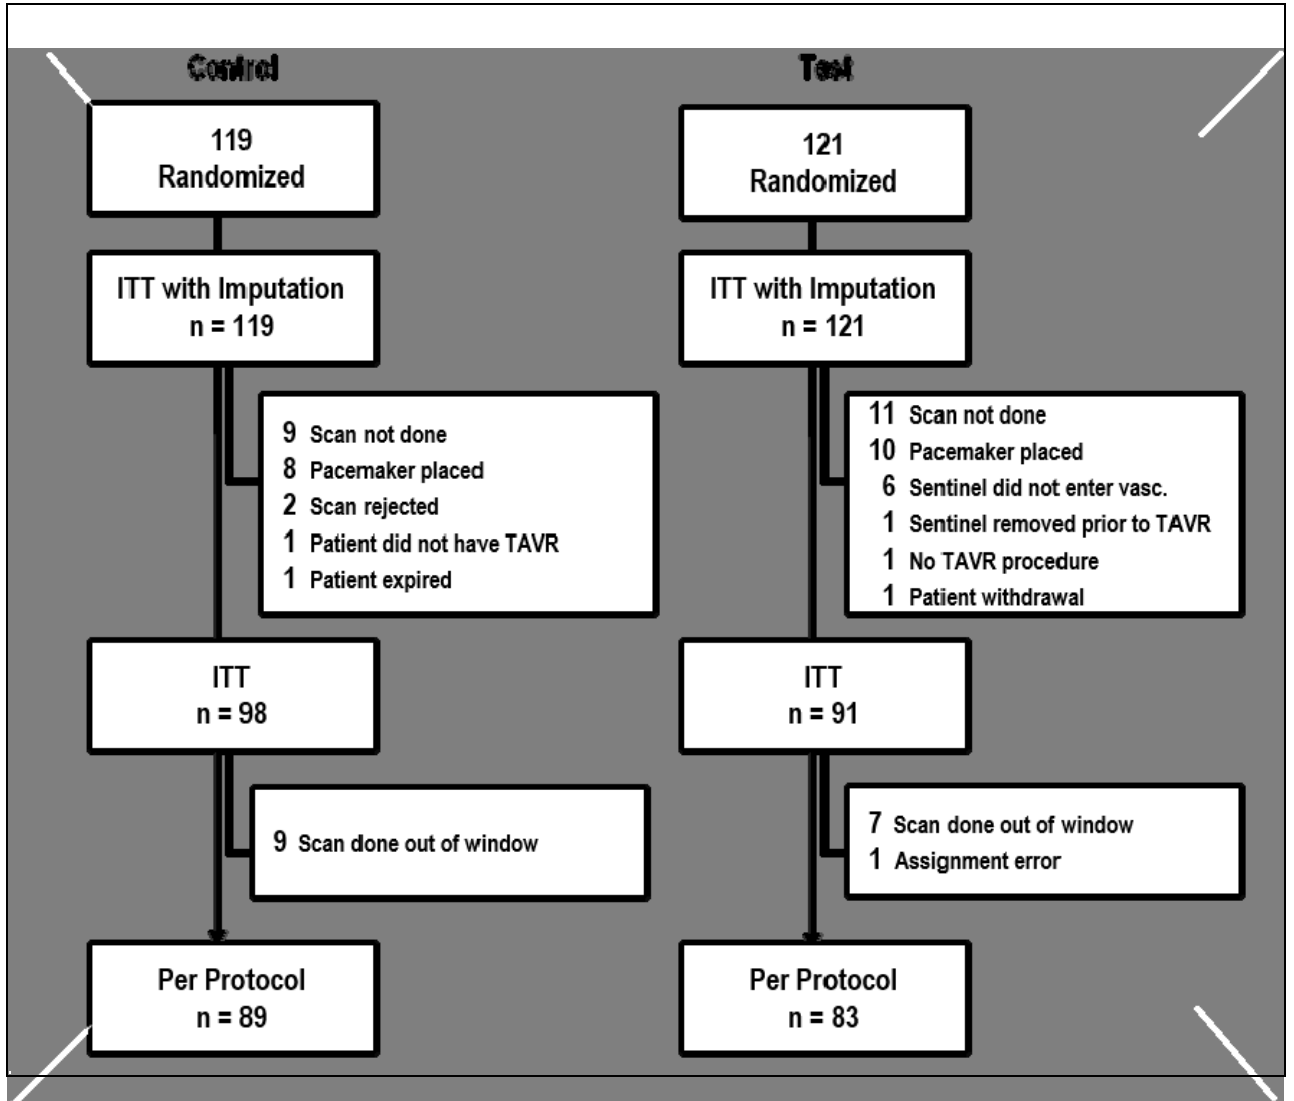 Control
119
Randomized
ITT with Imputation
n = 119
9 Scan not done
8 Pacemaker placed
2 Scan rejected
1 Patient did not have TAVR
1 Patient expired
ITT
n = 98
9 Scan done out of window
Per Protocol
n = 89
Test
121
Randomized
ITT with Imputation
n = 121
11 Scan not done
10 Pacemaker placed
6 Sentinel did not enter vasc.
1 Sentinel removed prior to TAVR
1 No TAVR procedure
1 Patient withdrawal
ITT
n = 91
7 Scan done out of window
1 Assignment error
Per Protocol
n = 83